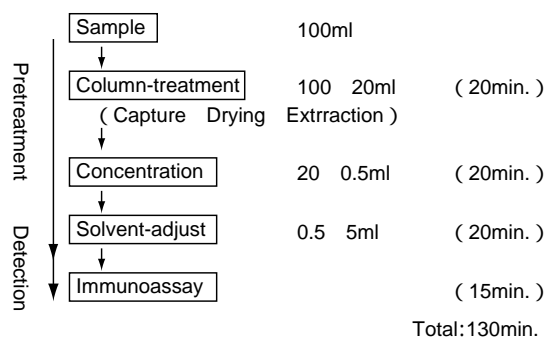 Sample 100ml
Column-treatment 100 20ml (20min.)
(Capture Drying Extrraction)
Concentration 20 0.5ml (20min.)
Solvent-adjust 0.5 5ml (20min.)
Immunoassay (15min.)
Total:130min.
Pretreatment
Detection